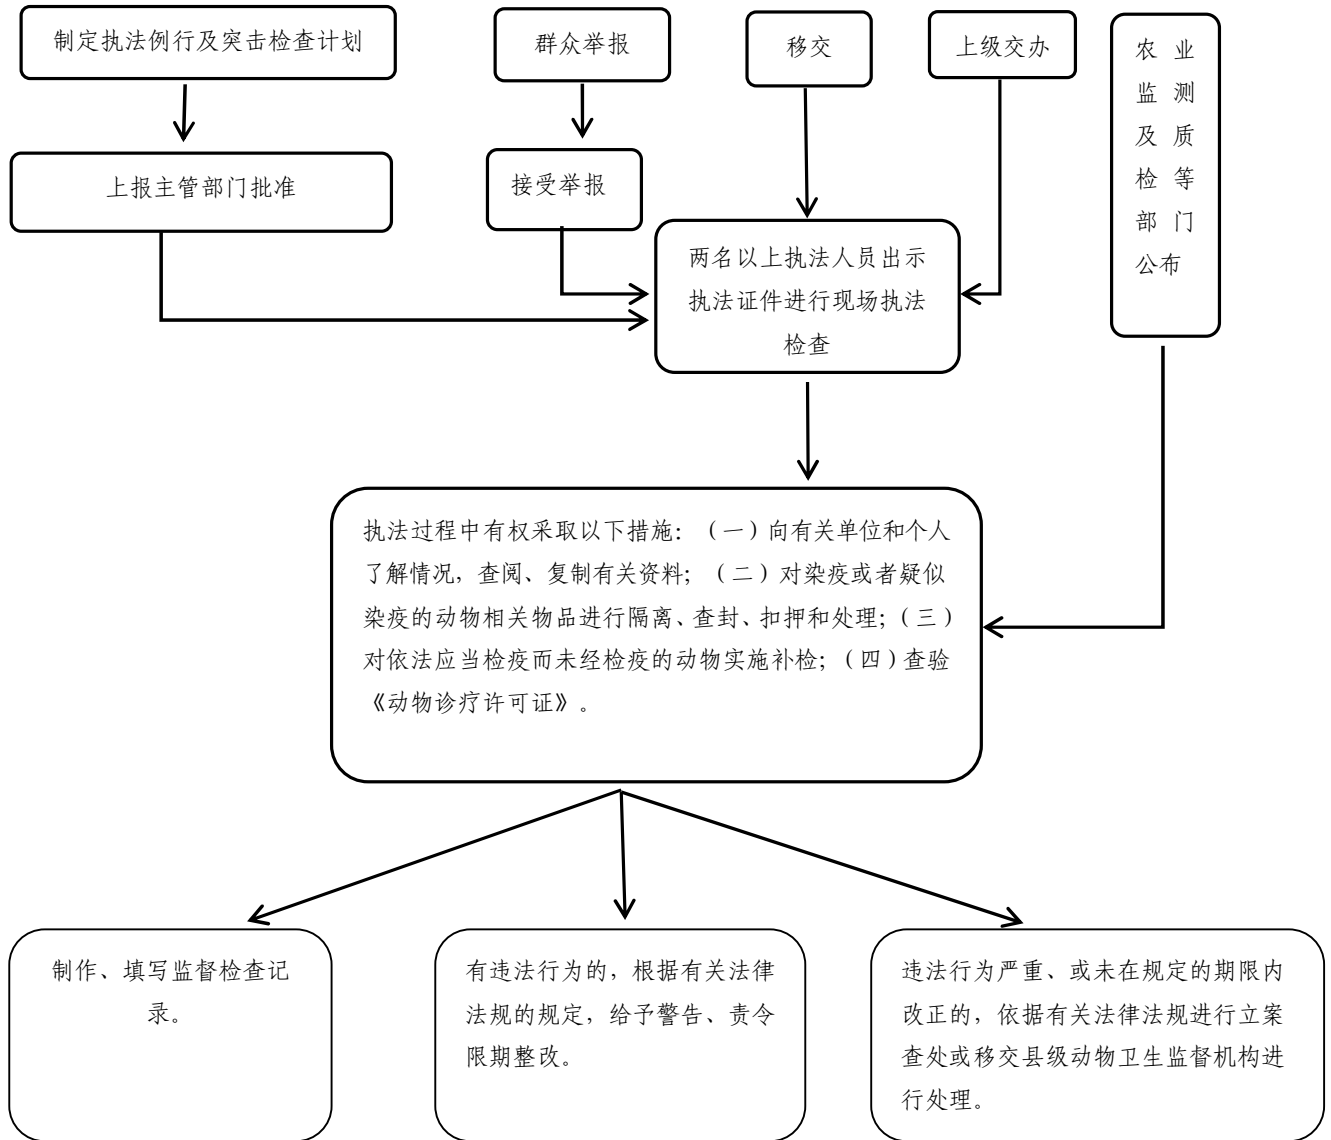 制定执法例行及突击检查计划
群众举报
移交
上级交办
农业
监测
及质
检等
部门
公布
上报主管部门批准
接受举报
两名以上执法人员出示
执法证件进行现场执法
检查
执法过程中有权采取以下措施：（一）向有关单位和个人
了解情况，查阅、复制有关资料；（二）对染疫或者疑似
染疫的动物相关物品进行隔离、查封、扣押和处理；（三）
对依法应当检疫而未经检疫的动物实施补检；（四）查验
《动物诊疗许可证》。
制作、填写监督检查记
录。
有违法行为的，根据有关法律
法规的规定，给予警告、责令
限期整改。
违法行为严重、或未在规定的期限内
改正的，依据有关法律法规进行立案
查处或移交县级动物卫生监督机构进
行处理。